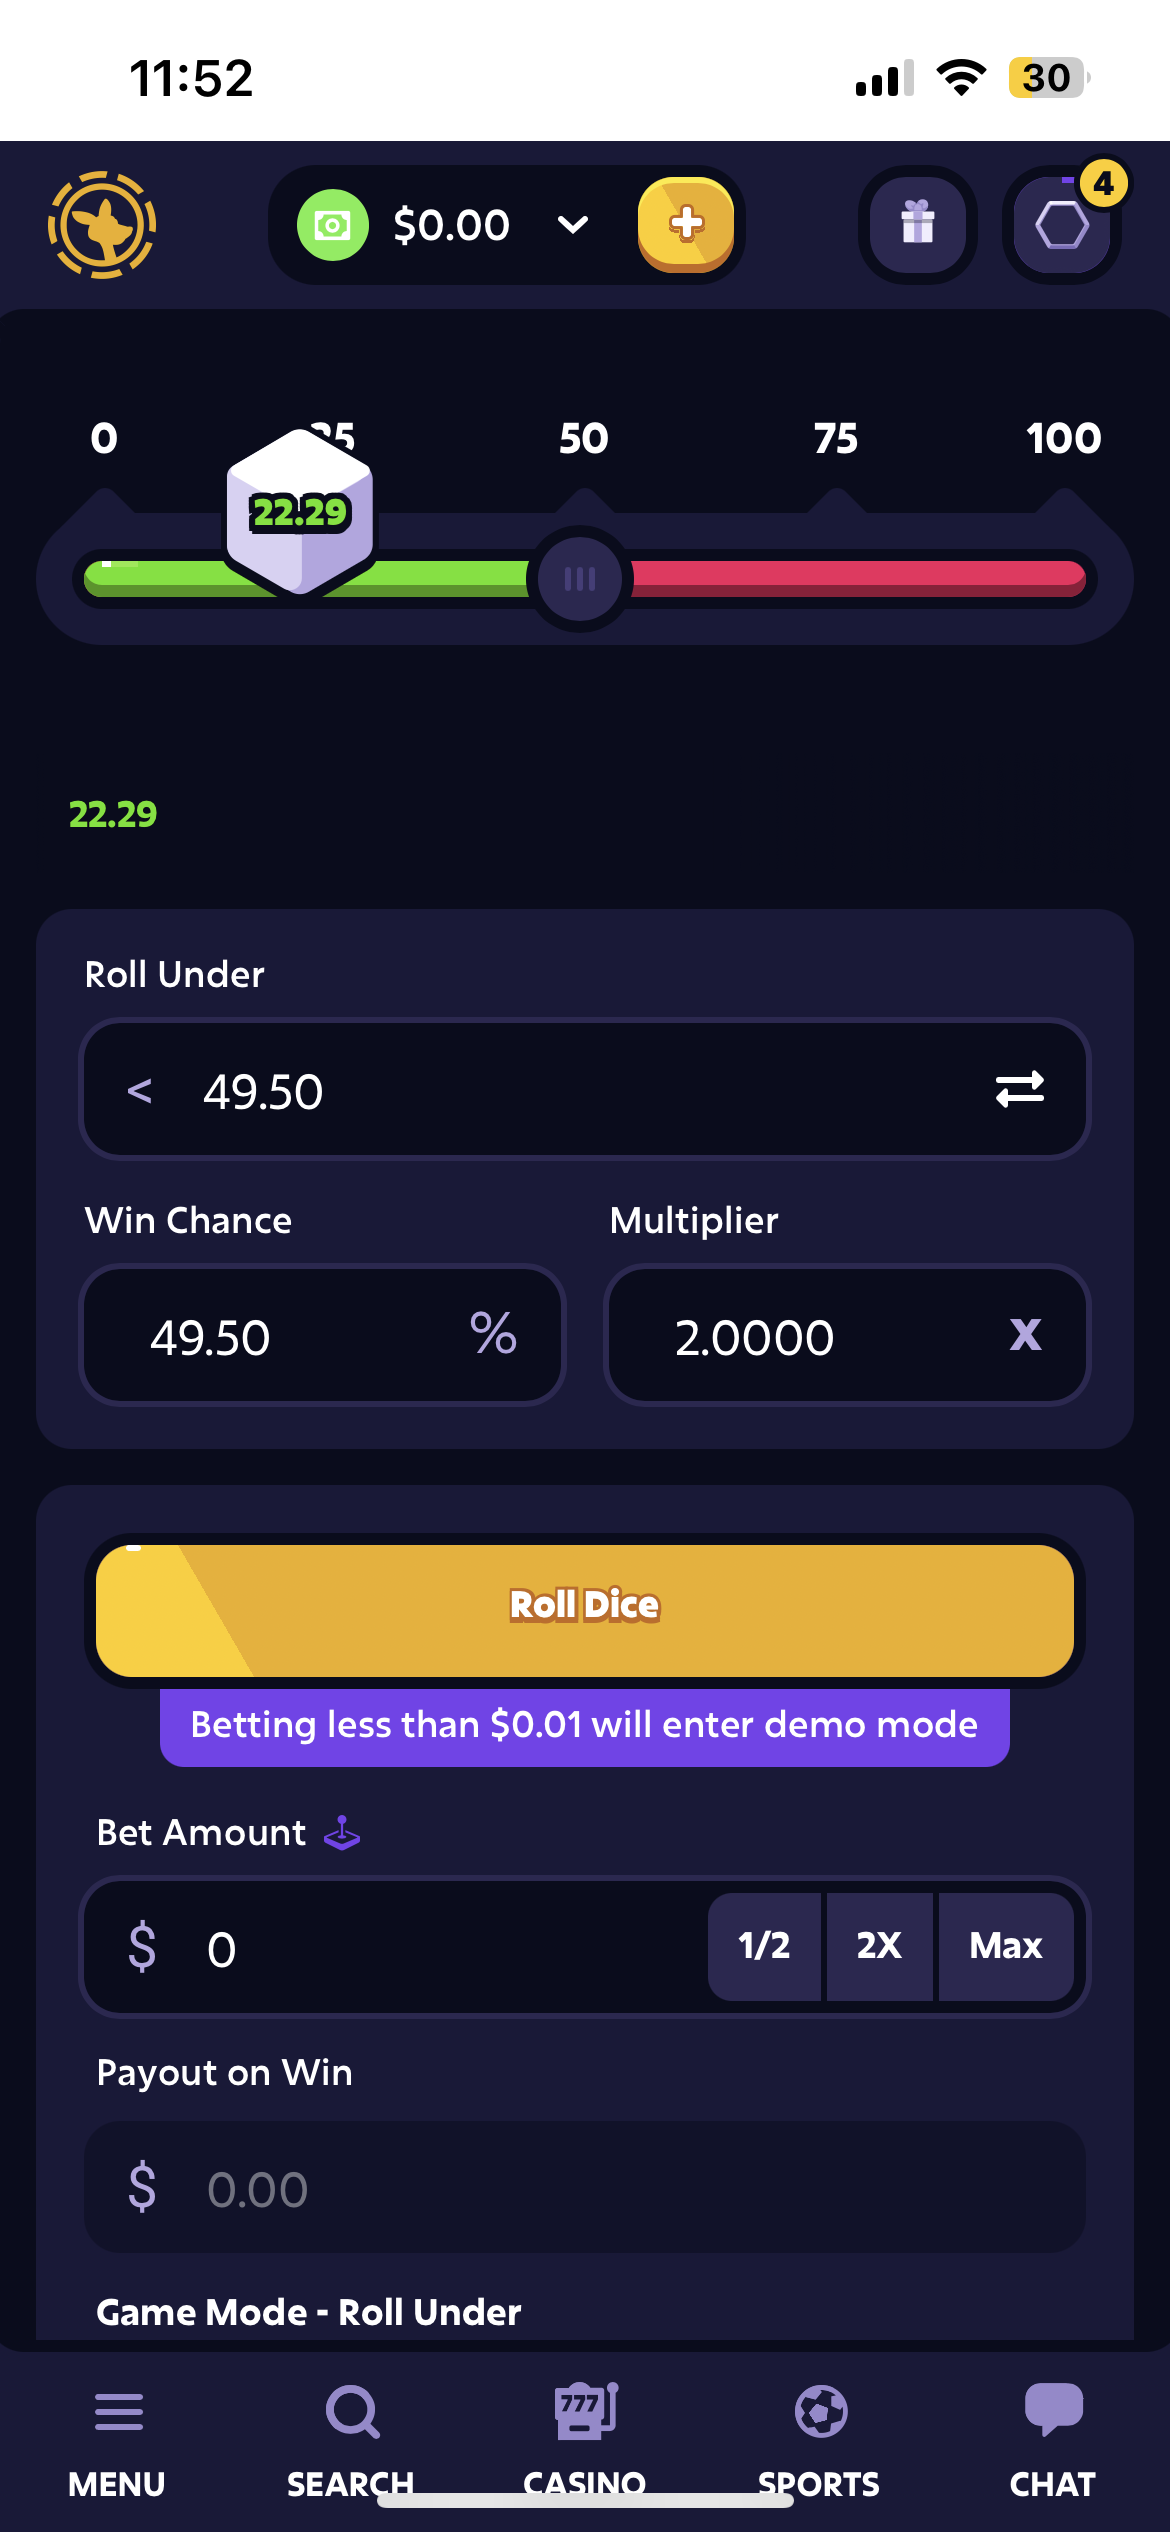 11:52
30
$0.00
4
0
50
75
100
22.29
22.29
Roll Under
< 49.50
Win Chance
Multiplier
49.50 %
2.0000 X
Roll Dice
Betting less than $0.01 will enter demo mode
Bet Amount
$ 0
1/2
2X
Max
Payout on Win
$ 0.00
Game Mode - Roll Under
777
MENU
SEARCH
CASINO
SPORTS
CHAT